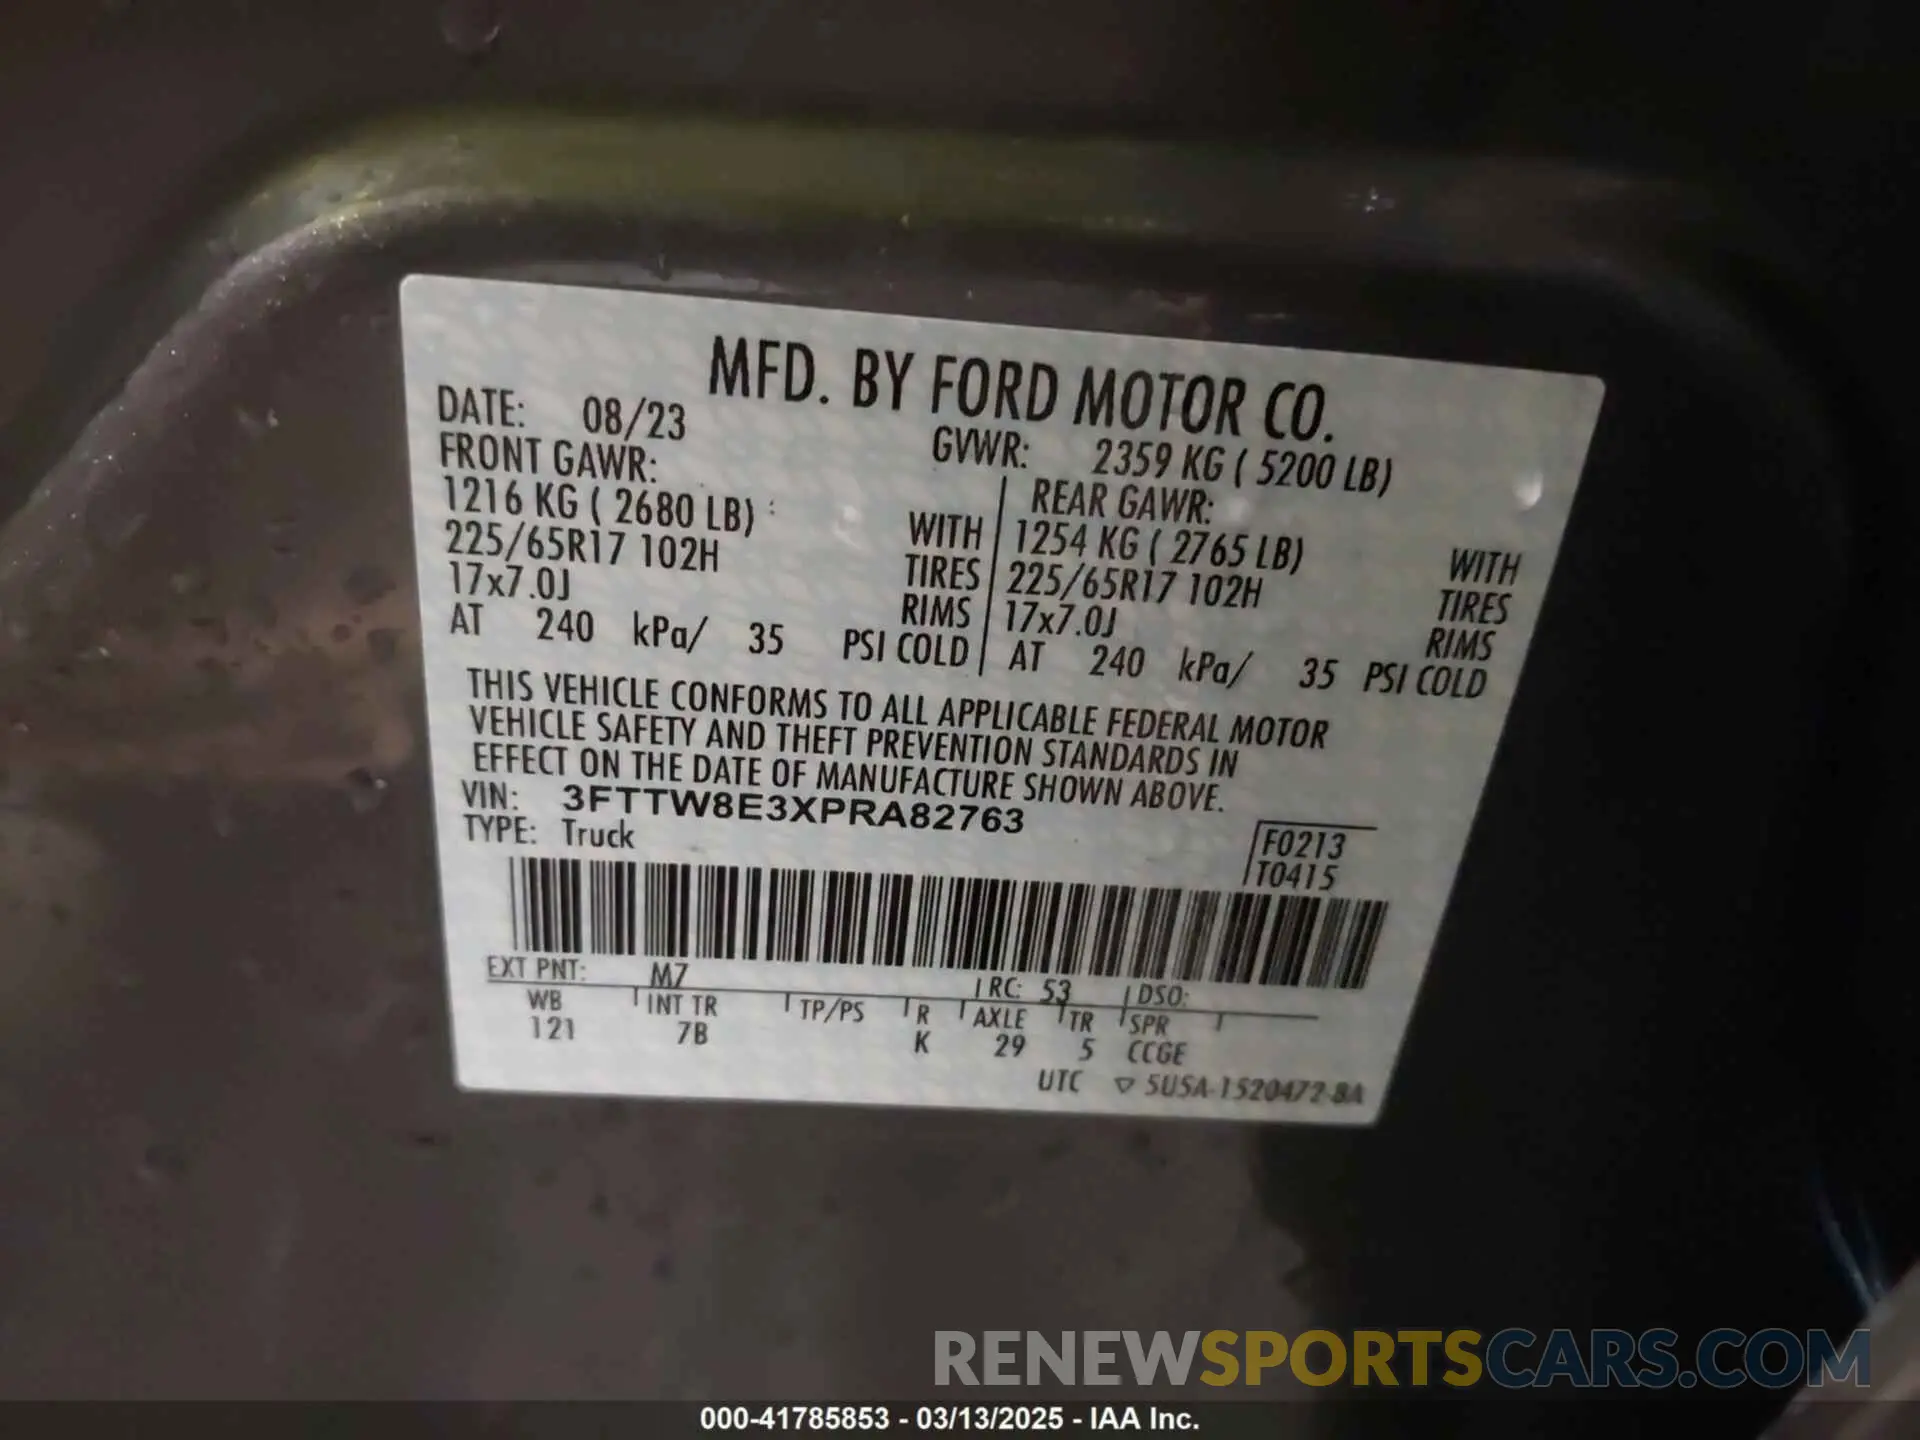 MFD. BY FORD MOTOR CO.
DATE: 08/23 GVWR: 2359 KG ( 5200 LB)
FRONT GAWR: REAR GAWR:
1216 KG ( 2680 LB) WITH 1254 KG ( 2765 LB) WITH
225/65R17 102H TIRES 225/65R17 102H TIRES
17x7.0J RIMS 17x7.0J RIMS
AT 240 kPa/ 35 PSI COLD AT 240 kPa/ 35 PSI COLD
THIS VEHICLE CONFORMS TO ALL APPLICABLE FEDERAL MOTOR
VEHICLE SAFETY AND THEFT PREVENTION STANDARDS IN
EFFECT ON THE DATE OF MANUFACTURE SHOWN ABOVE.
VIN: 3FTTW8E3XPRA82763
TYPE: Truck
F0213
T0415
EXT PNT: M7 RC: 53 DSO:
WB INT TR TP/PS R AXLE TR SPR
121 7B K 29 5 CCGE
UTC ▽ 5U5A-1520472-BA
RENEWSPORTSCARS.COM
000-41785853 - 03/13/2025 - IAA Inc.